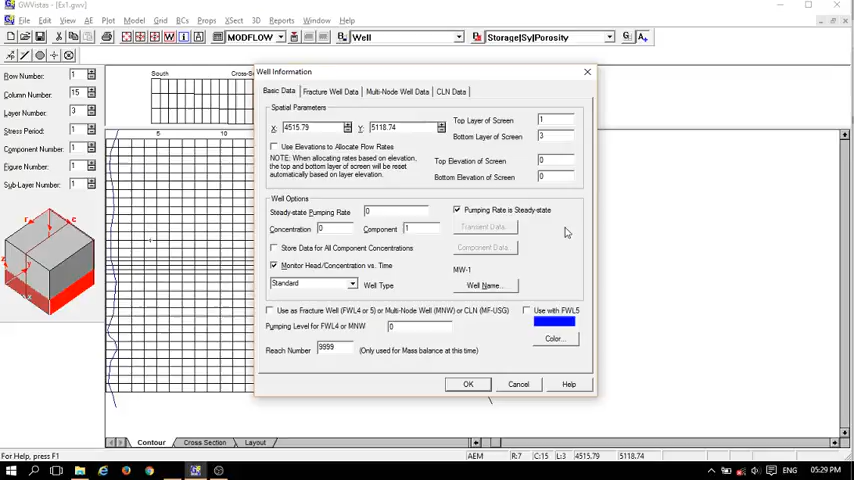 GWVistas - [Ex1.gwv]
File Edit View AE Plot Model Grid BCs Props XSect Xsect AE Reports Window Help
MODFLOW Well Storage|Sy|Porosity
Row Number: 1
Column Number: 15
Layer Number: 3
Stress Period: 1
Component Number: 1
Figure Number: 1
Sub-Layer Number: 1
South Cross-Se
5 10
Well Information
Basic Data Fracture Well Data Multi-Node Well Data CLN Data
Spatial Parameters
X: 4515.79 Y: 5118.74
Top Layer of Screen 1
Bottom Layer of Screen 3
Use Elevations to Allocate Flow Rates
NOTE: When allocating rates based on elevation,
the top and bottom layer of screen will be reset
automatically based on layer elevation.
Top Elevation of Screen 0
Bottom Elevation of Screen 0
Well Options
Steady-state Pumping Rate 0
Pumping Rate is Steady-state
Concentration 0 Component 1
Transient Data...
Store Data for All Component Concentrations
Component Data...
Monitor Head/Concentration vs. Time
MW-1
Standard Well Type
Well Name...
Use as Fracture Well (FWL4 or 5) or Multi-Node Well (MNW) or CLN (MF-USG)
Use with FWL5
Pumping Level for FWL4 or MNW 0
Color...
Reach Number 9999 (Only used for Mass balance at this time)
OK Cancel Help
Contour Cross Section Layout
For Help, press F1
AEM R:7 C:15 L:3 4515.79 5118.74
ENG 05:29 PM